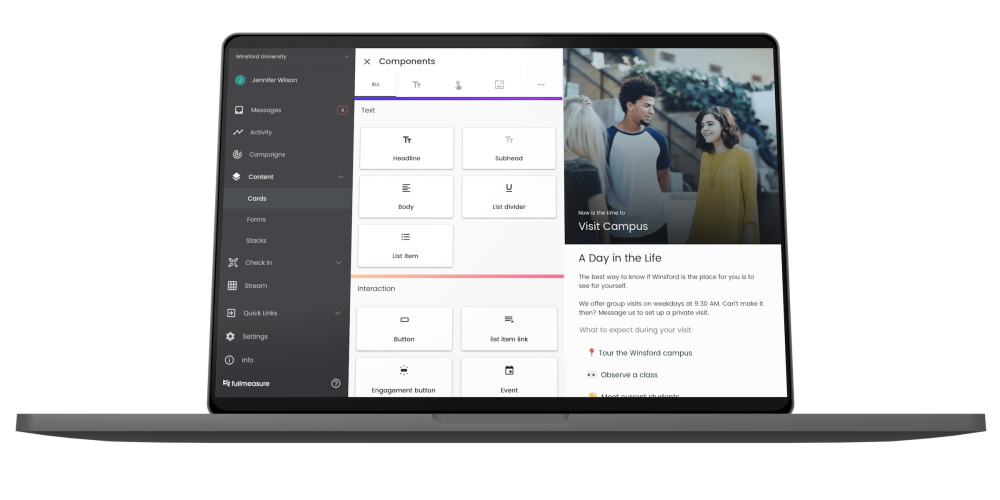 Winsford University
J
Jennifer Wilson
Messages
Activity
Campaigns
Content
Cards
Forms
Stacks
Check In
Stream
Quick Links
Settings
Info
fullmeasure
Components
ALL
Text
Headline
Subhead
Body
List divider
List item
Interaction
Button
list item link
Engagement button
Event
Now is the time to
Visit Campus
A Day in the Life
The best way to know if Winsford is the place for you is to
see for yourself.
We offer group visits on weekdays at 9:30 AM. Can't make it
then? Message us to set up a private visit.
What to expect during your visit:
📍 Tour the Winsford campus
👀 Observe a class
Meet current students